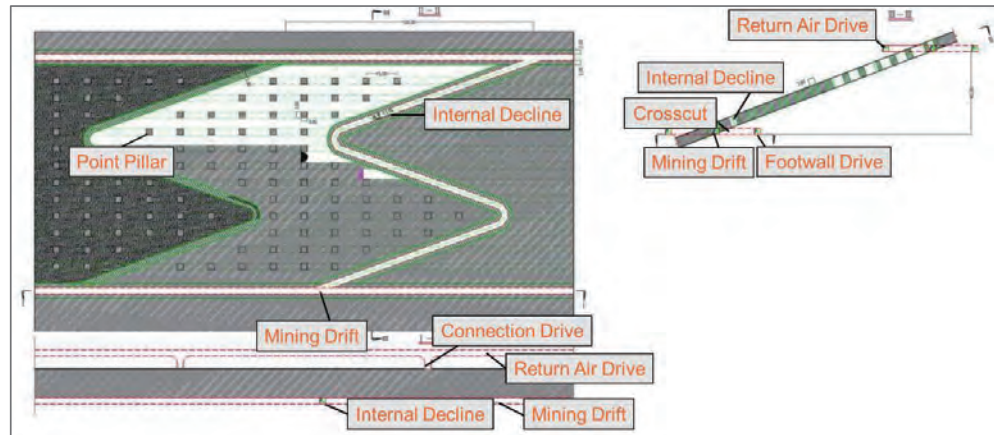 Internal Decline
Point Pillar
Mining Drift
Connection Drive
Return Air Drive
Internal Decline
Mining Drift
Return Air Drive
Internal Decline
Crosscut
Mining Drift
Footwall Drive